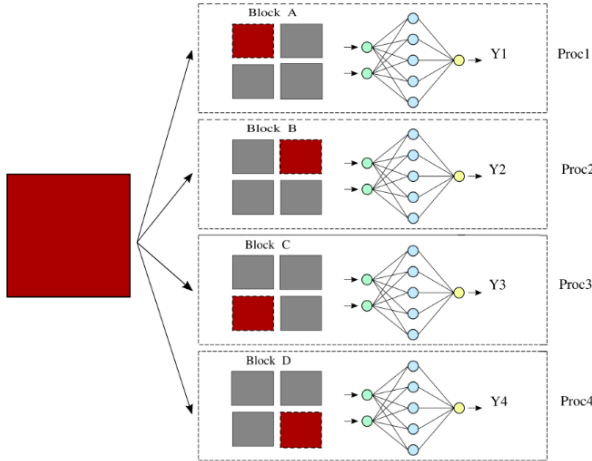 Block A
Y1 Proc1
Block B
Y2 Proc2
Block C
Y3 Proc3
Block D
Y4 Proc4